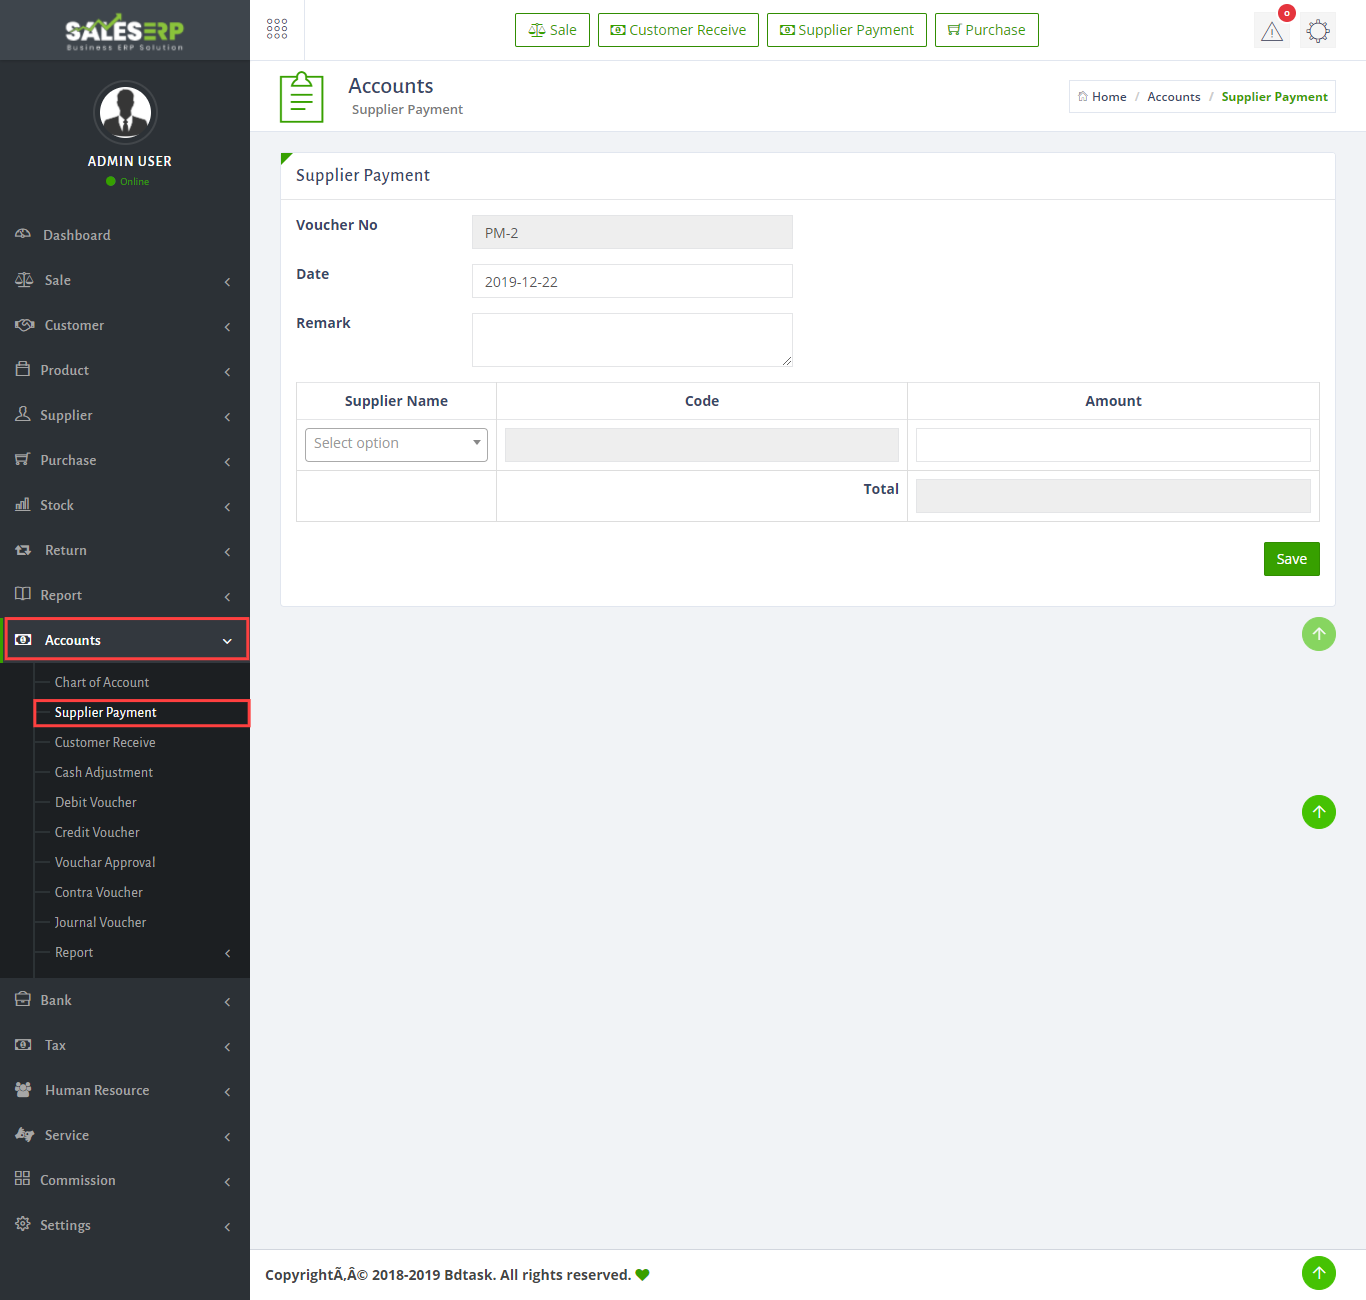 SALESERP
Business ERP Solution
Sale
Customer Receive
Supplier Payment
Purchase
0
ADMIN USER
Online
Accounts
Supplier Payment
Home / Accounts / Supplier Payment
Dashboard
Sale
Customer
Product
Supplier
Purchase
Stock
Return
Report
Accounts
Chart of Account
Supplier Payment
Customer Receive
Cash Adjustment
Debit Voucher
Credit Voucher
Vouchar Approval
Contra Voucher
Journal Voucher
Report
Bank
Tax
Human Resource
Service
Commission
Settings
Supplier Payment
Voucher No PM-2
Date 2019-12-22
Remark
Supplier Name Code Amount
Select option
Total
Save
CopyrightÃ‚Â© 2018-2019 Bdtask. All rights reserved.